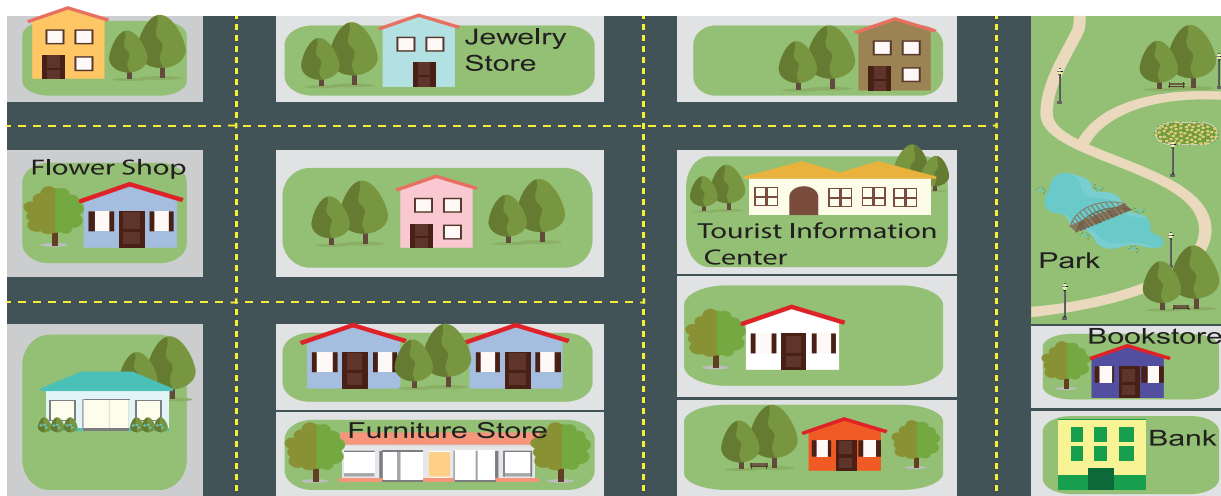 Jewelry
Store
Flower Shop
Tourist Information
Center
Park
Bookstore
Furniture Store
Bank